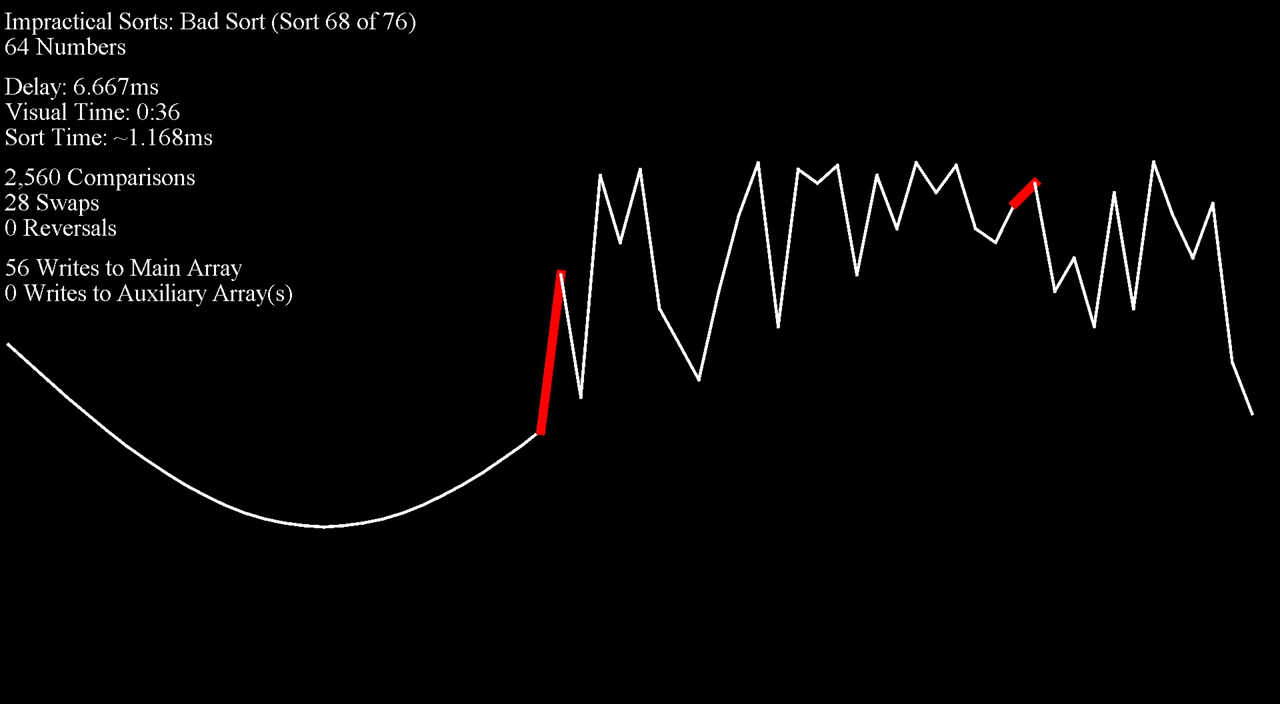 Impractical Sorts: Bad Sort (Sort 68 of 76)
64 Numbers
Delay: 6.667ms
Visual Time: 0:36
Sort Time: ~1.168ms
2,560 Comparisons
28 Swaps
0 Reversals
56 Writes to Main Array
0 Writes to Auxiliary Array(s)